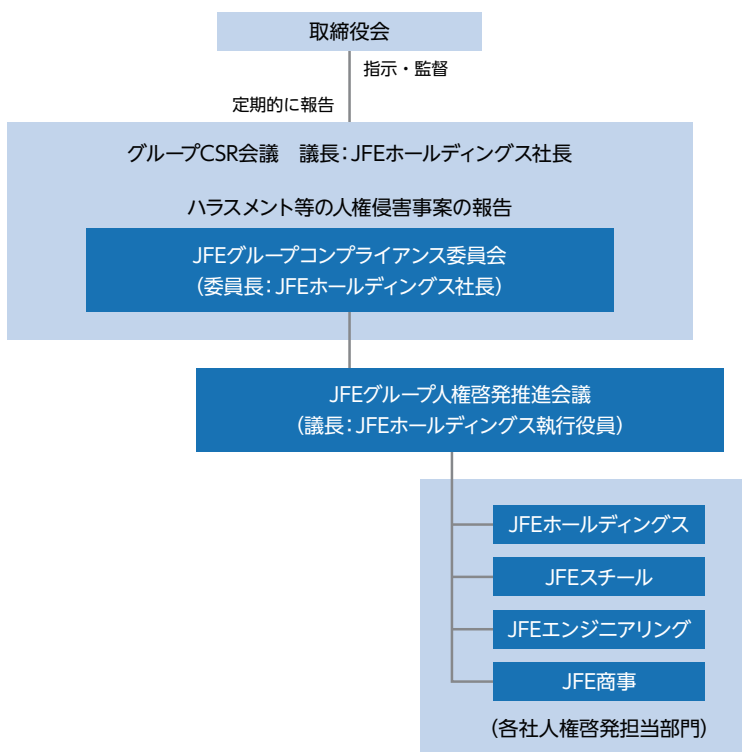 取締役会
指示・監督
定期的に報告
グループCSR会議　議長：JFEホールディングス社長
ハラスメント等の人権侵害事案の報告
JFEグループコンプライアンス委員会
（委員長：JFEホールディングス社長）
JFEグループ人権啓発推進会議
（議長：JFEホールディングス執行役員）
JFEホールディングス
JFEスチール
JFEエンジニアリング
JFE商事
（各社人権啓発担当部門）